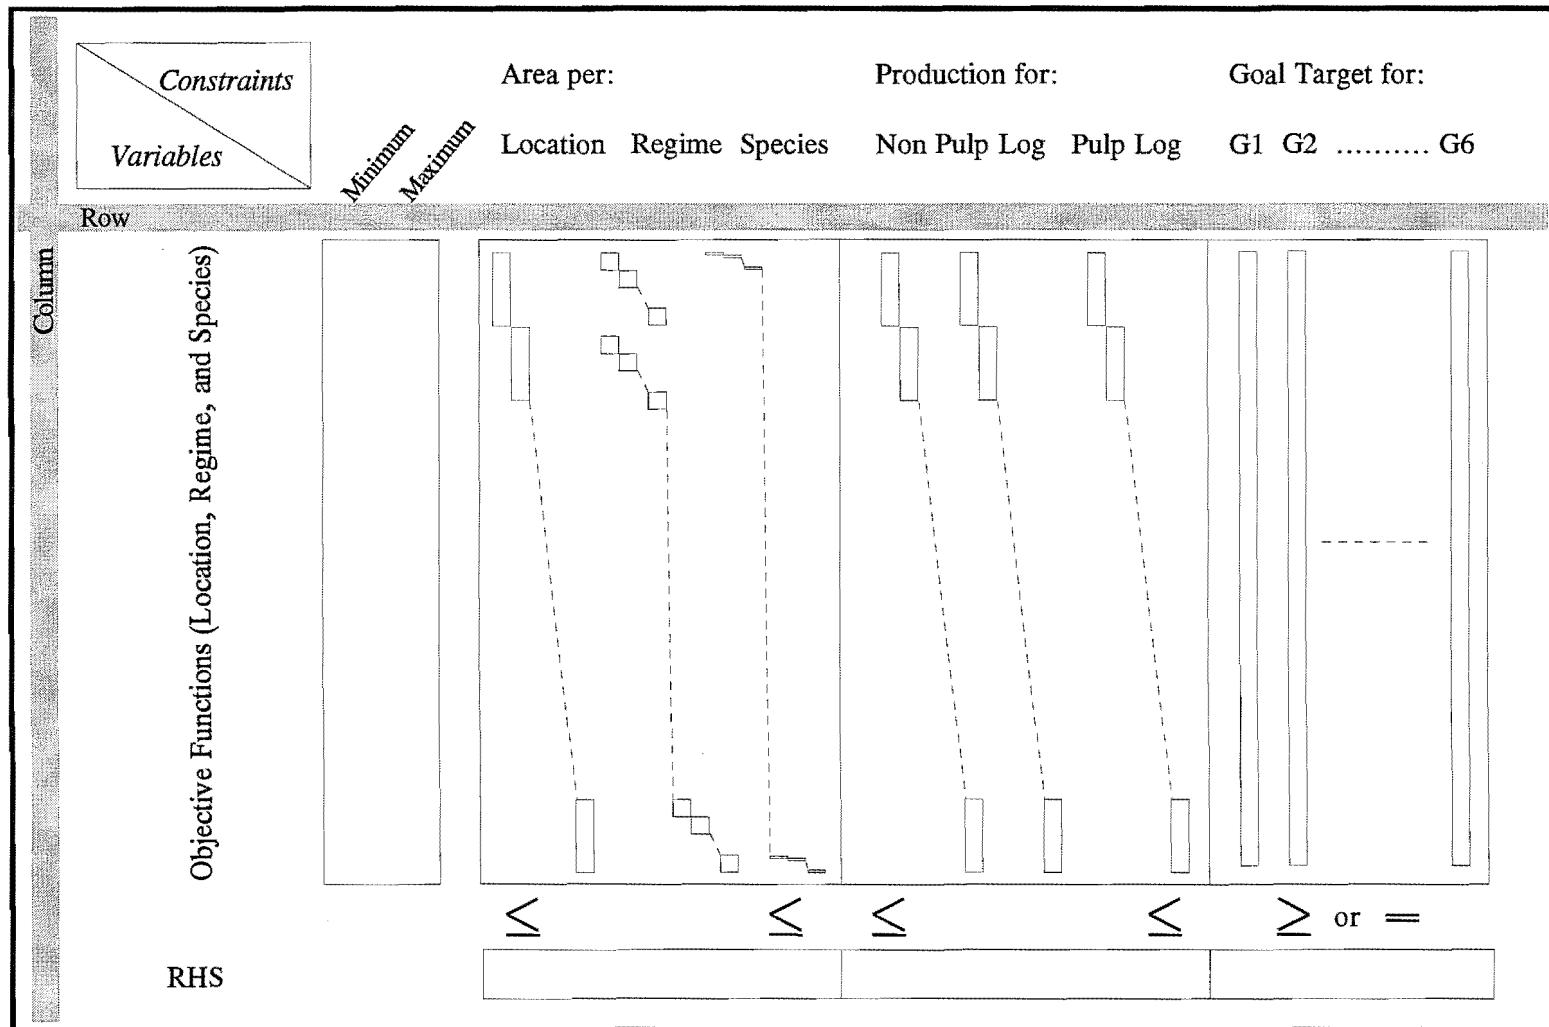 Constraints
Variables
Minimum
Maximum
Area per:
Location Regime Species
Production for:
Non Pulp Log Pulp Log
Goal Target for:
G1 G2 .......... G6
Row
Column
Objective Functions (Location, Regime, and Species)
≤ ≤ ≤ ≤ ≥ or =
RHS